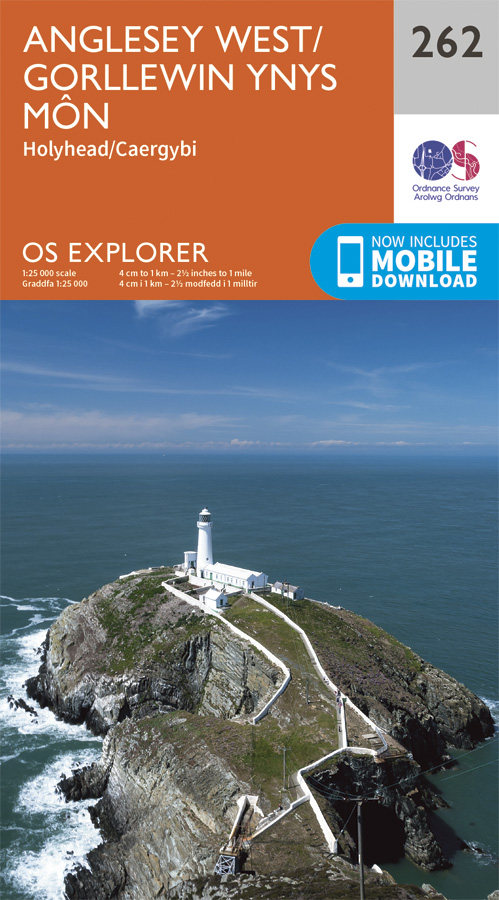 ANGLESEY WEST/
GORLLEWIN YNYS
MÔN
Holyhead/Caergybi
262
Ordnance Survey
Arolwg Ordnans
OS EXPLORER
1:25 000 scale 4 cm to 1 km – 2½ inches to 1 mile
Graddfa 1:25 000 4 cm i 1 km – 2½ modfedd i 1 milltir
NOW INCLUDES
MOBILE
DOWNLOAD